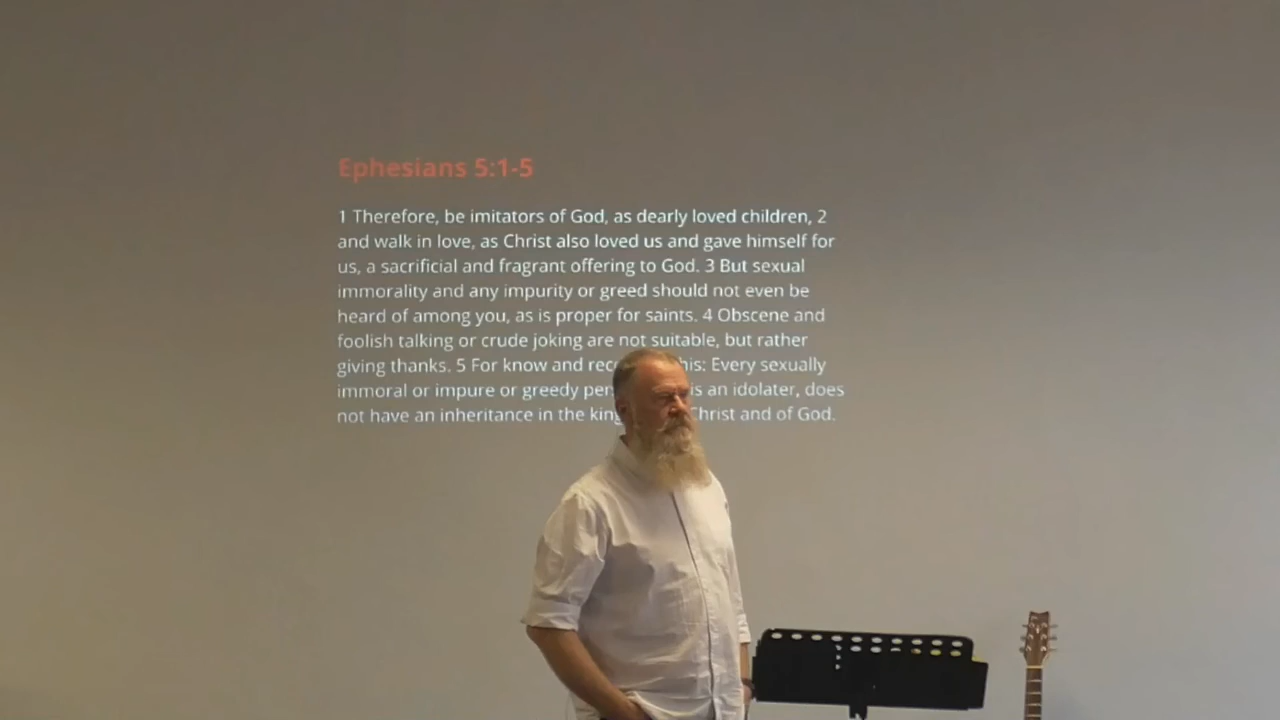 Ephesians 5:1-5
1 Therefore, be imitators of God, as dearly loved children, 2
and walk in love, as Christ also loved us and gave himself for
us, a sacrificial and fragrant offering to God. 3 But sexual
immorality and any impurity or greed should not even be
heard of among you, as is proper for saints. 4 Obscene and
foolish talking or crude joking are not suitable, but rather
giving thanks. 5 For know and his: Every sexually
immoral or impure or greedy is an idolater, does
not have an inheritance in the Christ and of God.